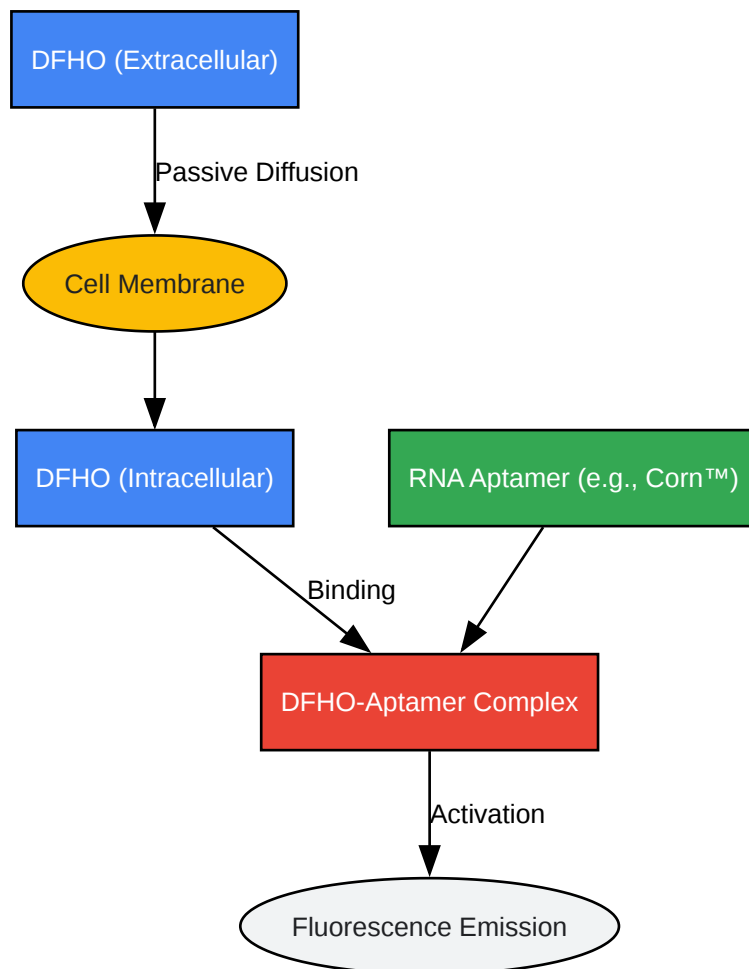 DFHO (Extracellular)
Passive Diffusion
Cell Membrane
DFHO (Intracellular)
RNA Aptamer (e.g., Corn™)
Binding
DFHO-Aptamer Complex
Activation
Fluorescence Emission